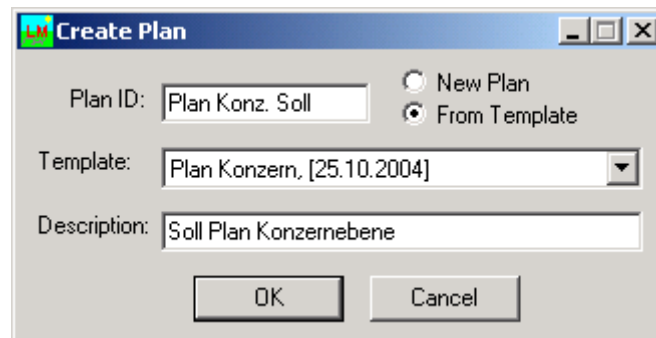 LM Create Plan
Plan ID: Plan Konz. Soll
New Plan
From Template
Template: Plan Konzern, [25.10.2004]
Description: Soll Plan Konzernebene
OK Cancel